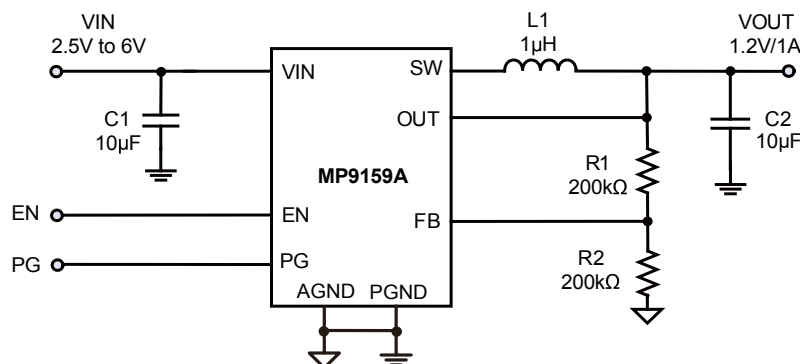 VIN
2.5V to 6V
L1
1µH
VOUT
1.2V/1A
VIN
SW
C1
10µF
OUT
C2
10µF
MP9159A
R1
200kΩ
EN
EN
FB
PG
PG
R2
200kΩ
AGND
PGND